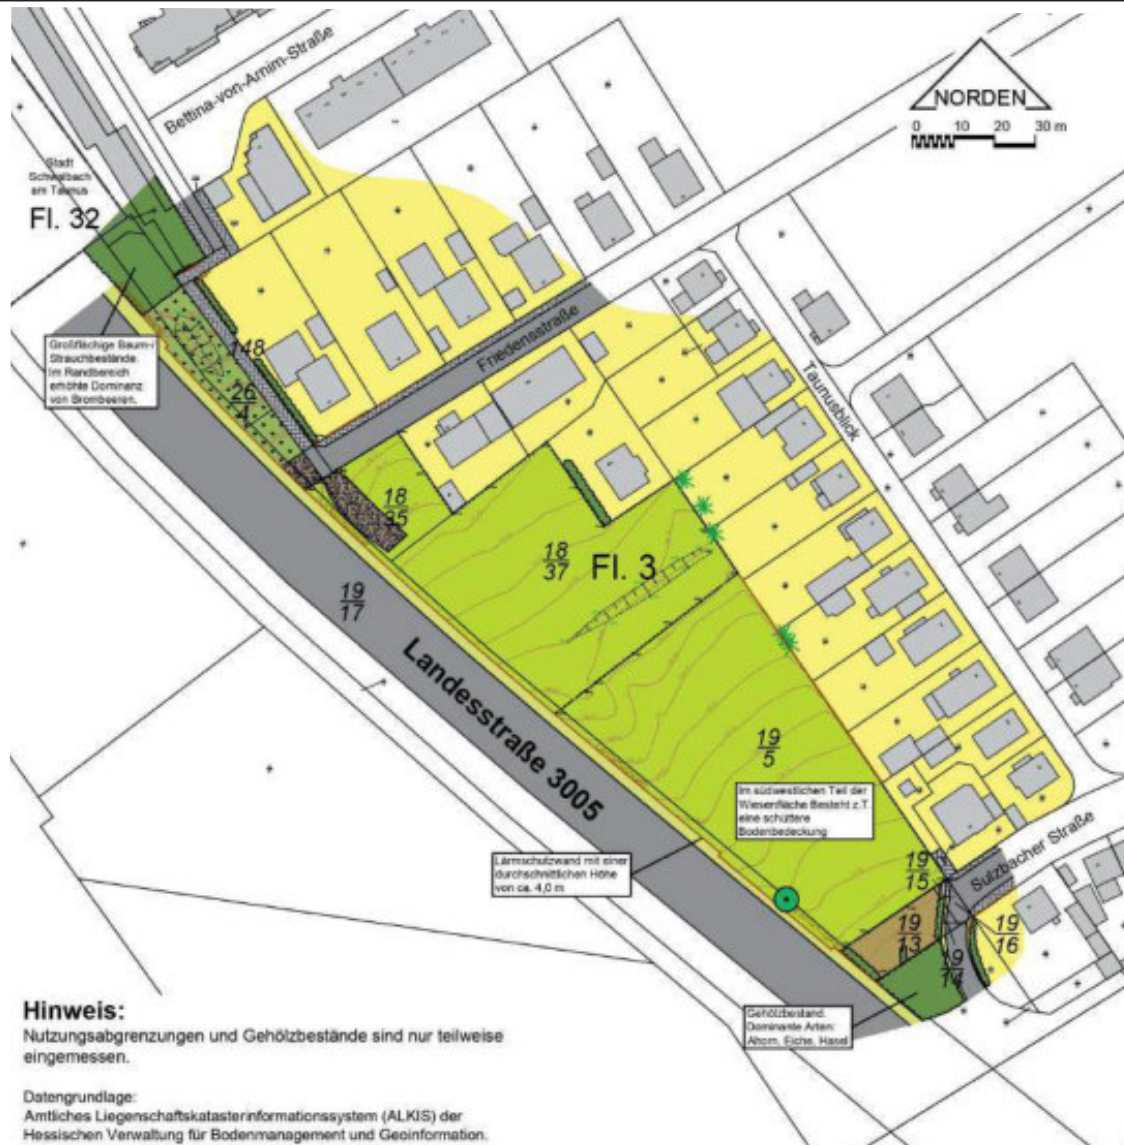 Bettina-von-Arnim-Straße
NORDEN
0 10 20 30 m
Stadt
Schwalbach
am Taunus
Fl. 32
Großflächige Baum-/
Strauchbestände.
Im Randbereich
erhöhte Dominanz
von Brombeeren.
148
26
4
Friedensstraße
Taunusblick
18
35
18
37
Fl. 3
19
17
Landesstraße 3005
19
5
Im südwestlichen Teil der
Wiesenfläche Besteht z.T.
eine schüttere
Bodenbedeckung
Lärmschutzwand mit einer
durchschnittlichen Höhe
von ca. 4,0 m
Sulzbacher Straße
19
15
19
13
19
14
19
16
Gehölzbestand.
Dominante Arten:
Ahorn, Eiche, Hasel
Hinweis:
Nutzungsabgrenzungen und Gehölzbestände sind nur teilweise
eingemessen.
Datengrundlage:
Amtliches Liegenschaftskatasterinformationssystem (ALKIS) der
Hessischen Verwaltung für Bodenmanagement und Geoinformation.